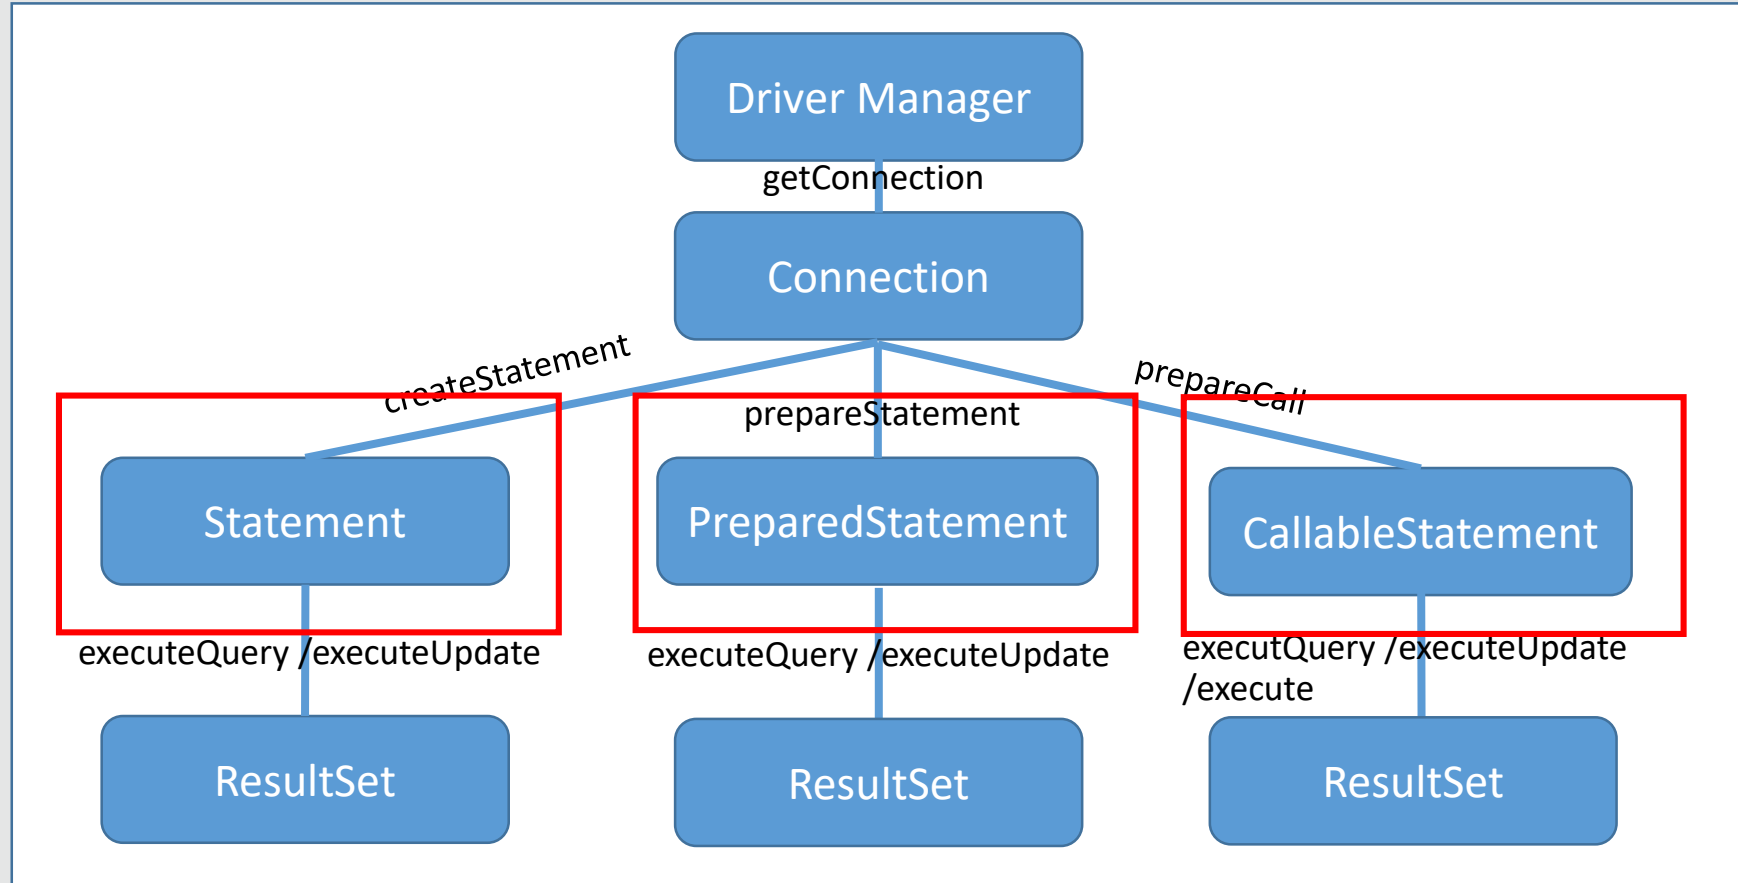 Driver Manager
getConnection
Connection
createStatement
prepareStatement
prepareCall
Statement
PreparedStatement
CallableStatement
executeQuery /executeUpdate
executeQuery /executeUpdate
executQuery /executeUpdate
/execute
ResultSet
ResultSet
ResultSet